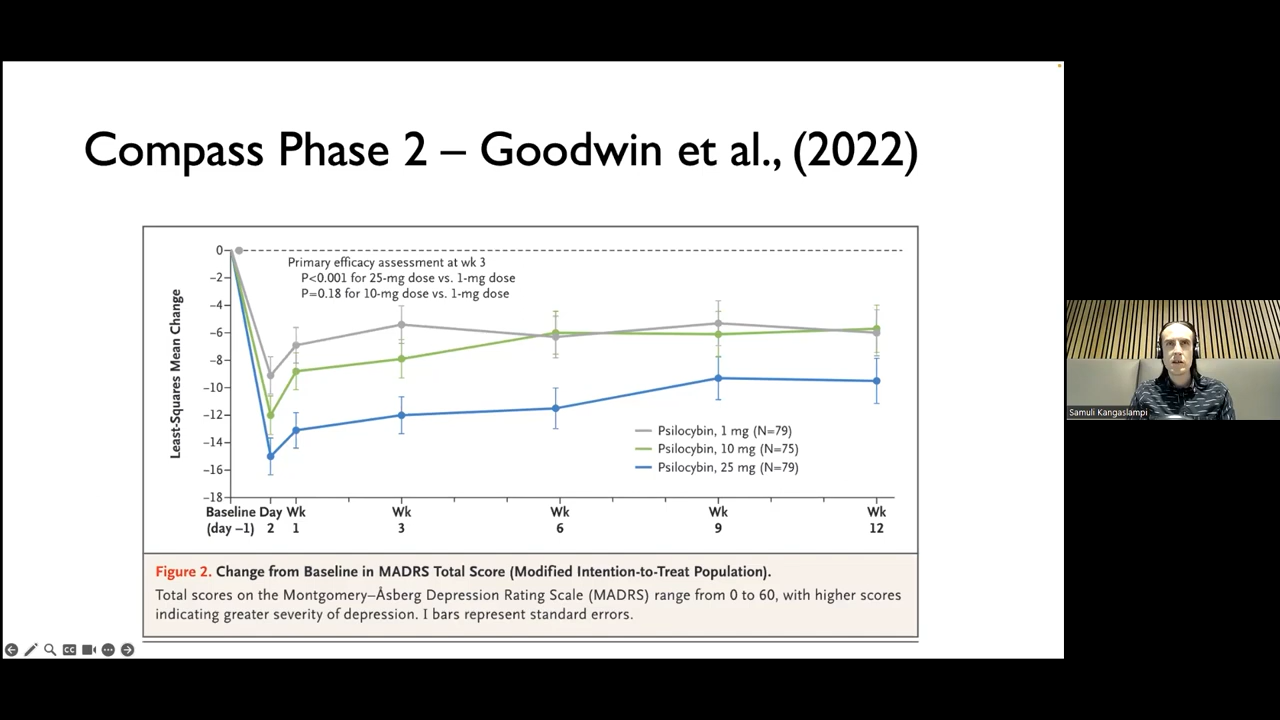 Compass Phase 2 – Goodwin et al., (2022)
0
Primary efficacy assessment at wk 3
P<0.001 for 25-mg dose vs. 1-mg dose
P=0.18 for 10-mg dose vs. 1-mg dose
−2
−4
−6
−8
−10
−12
−14
−16
−18
Least-Squares Mean Change
Psilocybin, 1 mg (N=79)
Psilocybin, 10 mg (N=75)
Psilocybin, 25 mg (N=79)
Baseline Day Wk Wk Wk Wk Wk
(day −1) 2 1 3 6 9 12
Figure 2. Change from Baseline in MADRS Total Score (Modified Intention-to-Treat Population).
Total scores on the Montgomery–Åsberg Depression Rating Scale (MADRS) range from 0 to 60, with higher scores
indicating greater severity of depression. I bars represent standard errors.
CC
Samuli Kangaslampi